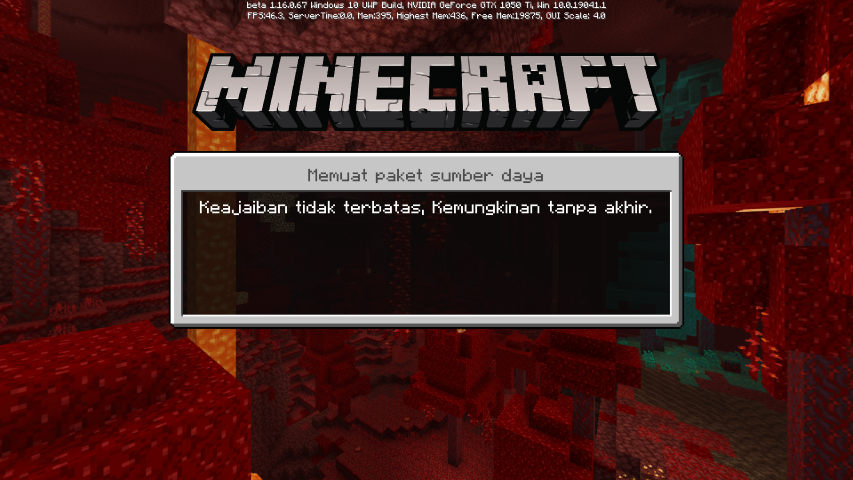 beta 1.16.0.67 Windows 10 UWP Build, NVIDIA GeForce GTX 1050 Ti, Win 10.0.19041.1
FPS:46.3, ServerTime:0.0, Mem:395, Highest Mem:436, Free Mem:19875, GUI Scale: 4.0
MINECRAFT
Memuat paket sumber daya
Keajaiban tidak terbatas, Kemungkinan tanpa akhir.